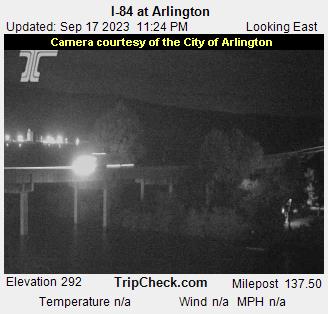 I-84 at Arlington
Updated: Sep 17 2023 11:24 PM Looking East
Camera courtesy of the City of Arlington
Elevation 292 TripCheck.com Milepost 137.50
Temperature n/a Wind n/a MPH n/a